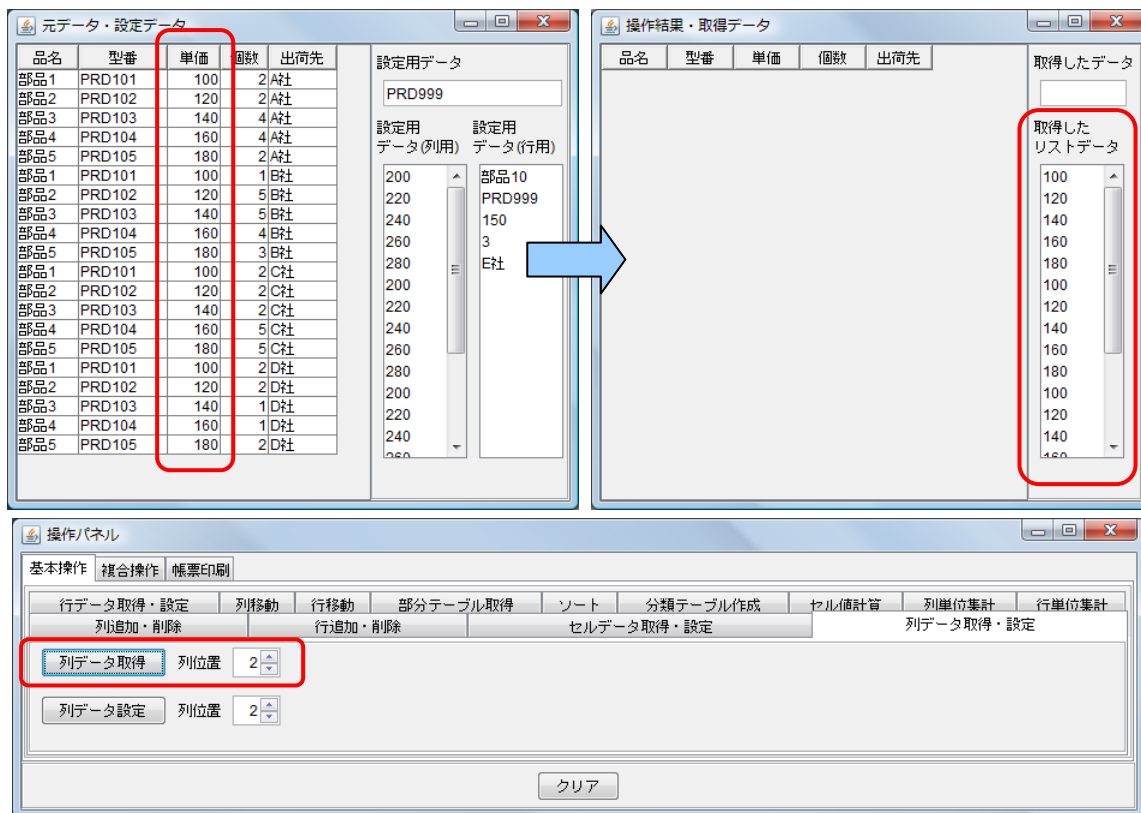 元データ・設定データ
品名 型番 単価 個数 出荷先
部品1 PRD101 100 2 A社
部品2 PRD102 120 2 A社
部品3 PRD103 140 4 A社
部品4 PRD104 160 4 A社
部品5 PRD105 180 2 A社
部品1 PRD101 100 1 B社
部品2 PRD102 120 5 B社
部品3 PRD103 140 5 B社
部品4 PRD104 160 4 B社
部品5 PRD105 180 3 B社
部品1 PRD101 100 2 C社
部品2 PRD102 120 2 C社
部品3 PRD103 140 2 C社
部品4 PRD104 160 5 C社
部品5 PRD105 180 5 C社
部品1 PRD101 100 2 D社
部品2 PRD102 120 2 D社
部品3 PRD103 140 1 D社
部品4 PRD104 160 1 D社
部品5 PRD105 180 2 D社
設定用データ
PRD999
設定用
データ(列用)
200
220
240
260
280
200
220
240
260
280
200
220
240
260
設定用
データ(行用)
部品10
PRD999
150
3
E社
操作結果・取得データ
品名 型番 単価 個数 出荷先
取得したデータ
取得した
リストデータ
100
120
140
160
180
100
120
140
160
180
100
120
140
160
操作パネル
基本操作 複合操作 帳票印刷
行データ取得・設定 列移動 行移動 部分テーブル取得 ソート 分類テーブル作成 セル値計算 列単位集計 行単位集計
列追加・削除 行追加・削除 セルデータ取得・設定 列データ取得・設定
列データ取得 列位置 2
列データ設定 列位置 2
クリア